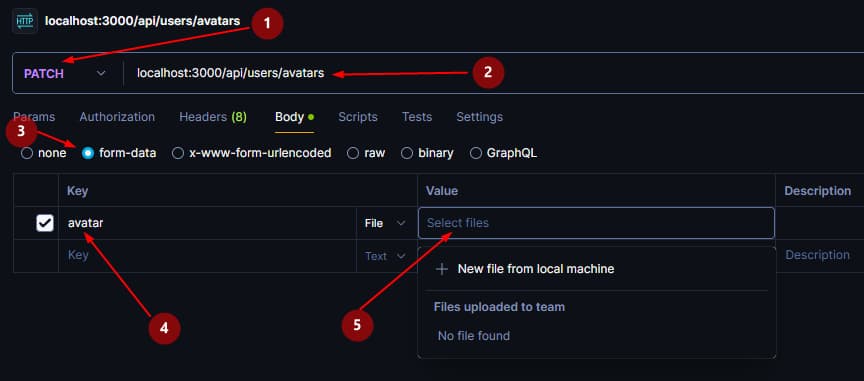 HTTP localhost:3000/api/users/avatars
1
PATCH localhost:3000/api/users/avatars
2
Params Authorization Headers (8) Body Scripts Tests Settings
3
none form-data x-www-form-urlencoded raw binary GraphQL
Key Value Description
avatar File Select files
Key Text Description
New file from local machine
4 5
Files uploaded to team
No file found